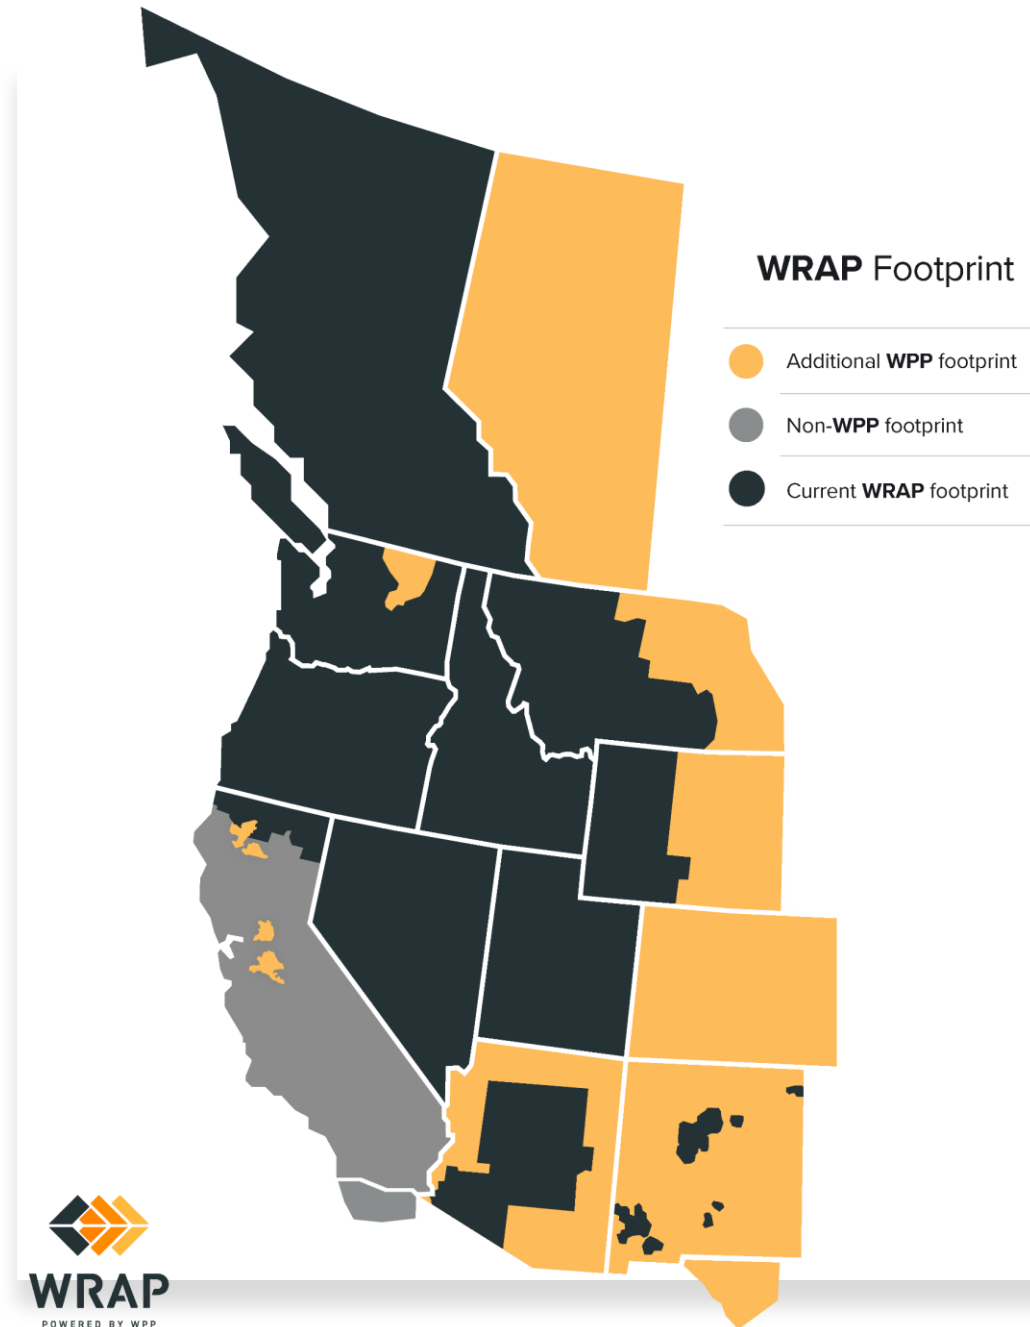 WRAP Footprint
Additional WPP footprint
Non-WPP footprint
Current WRAP footprint
WRAP
POWERED BY WPP